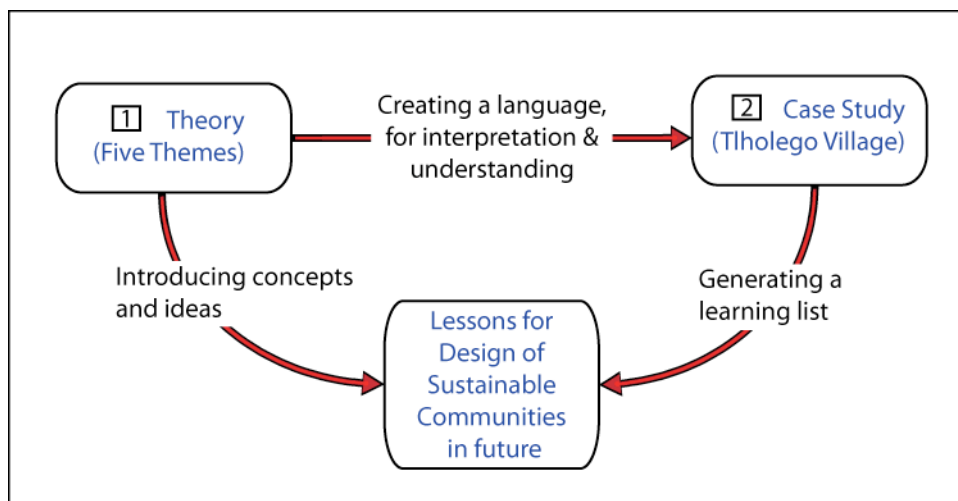 1 Theory
(Five Themes)
Creating a language,
for interpretation &
understanding
2 Case Study
(Tlholego Village)
Introducing concepts
and ideas
Generating a
learning list
Lessons for
Design of
Sustainable
Communities
in future